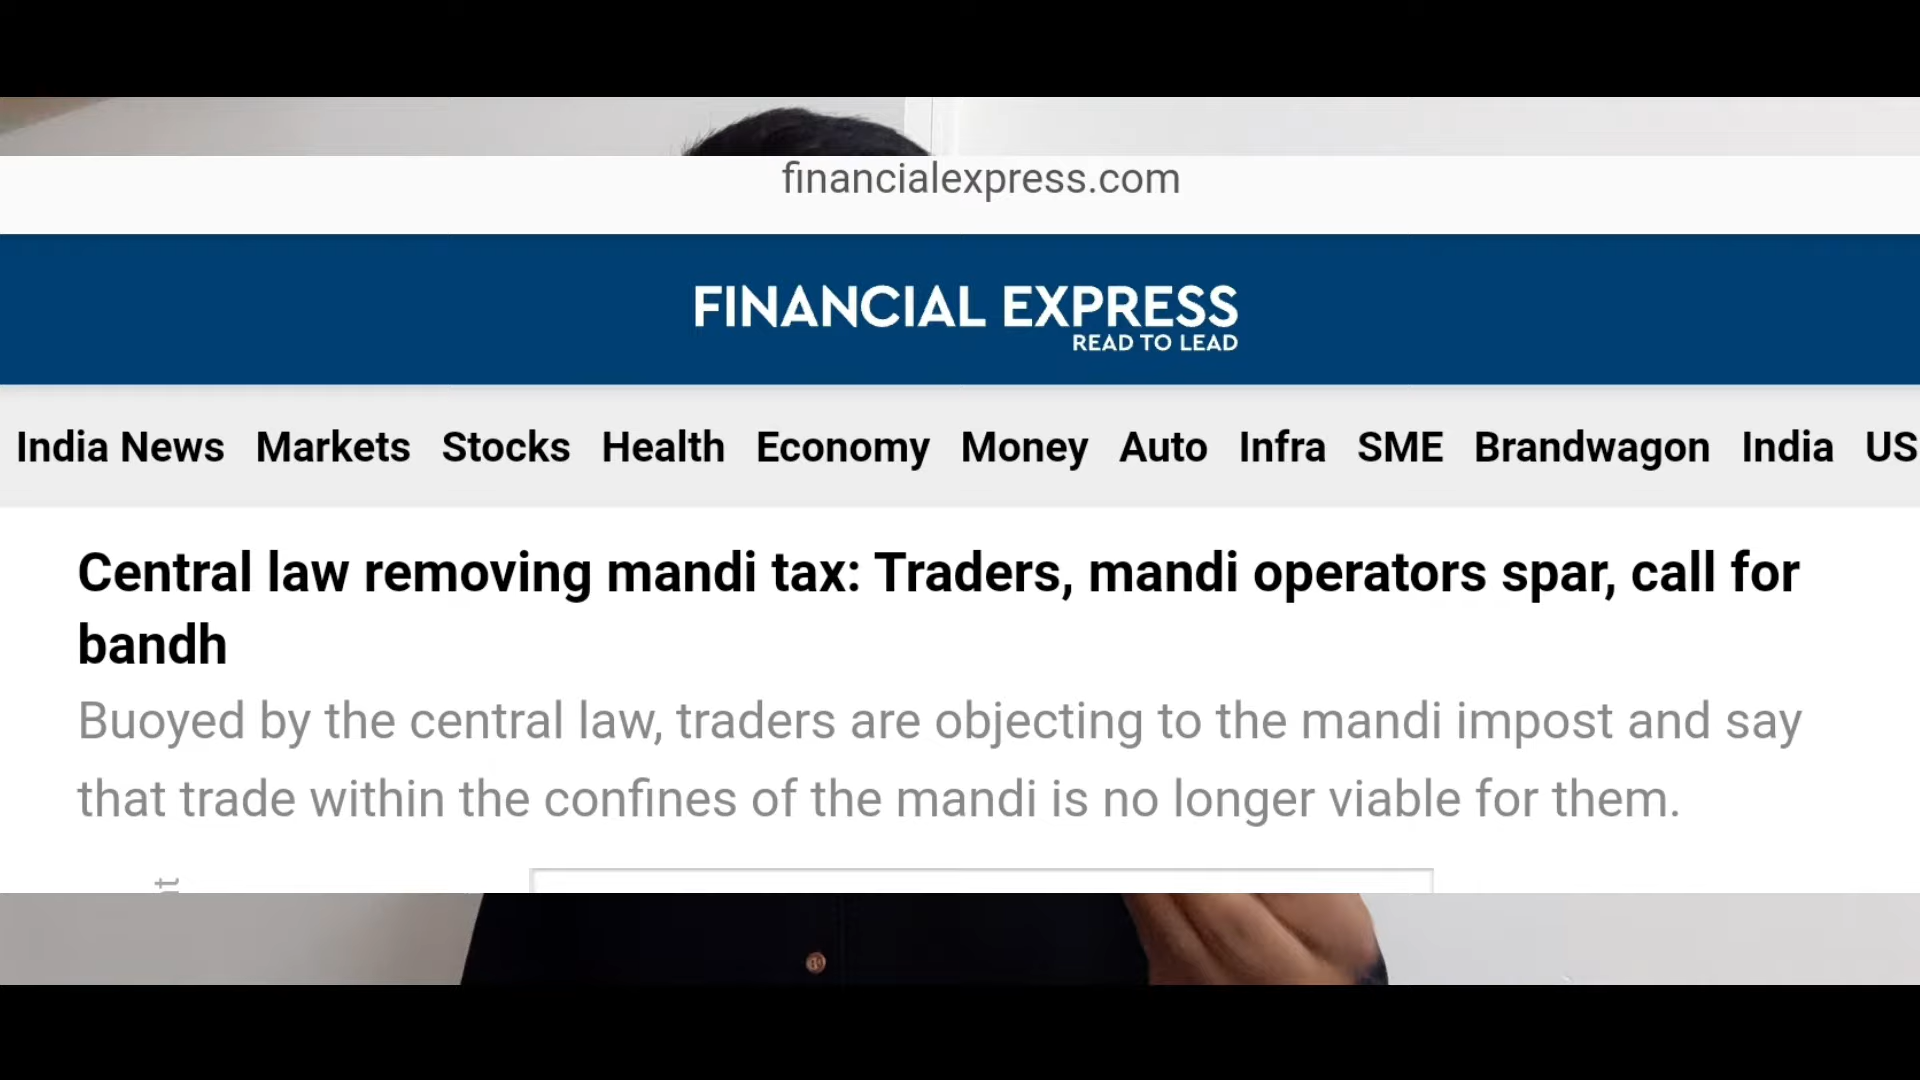 financialexpress.com
FINANCIAL EXPRESS
READ TO LEAD
India News Markets Stocks Health Economy Money Auto Infra SME Brandwagon India US
Central law removing mandi tax: Traders, mandi operators spar, call for
bandh
Buoyed by the central law, traders are objecting to the mandi impost and say
that trade within the confines of the mandi is no longer viable for them.